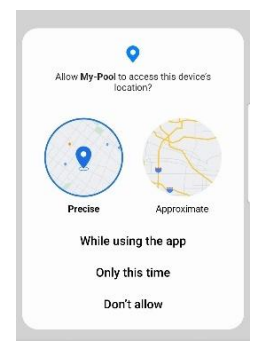 Allow My-Pool to access this device's
location?
Precise Approximate
While using the app
Only this time
Don't allow